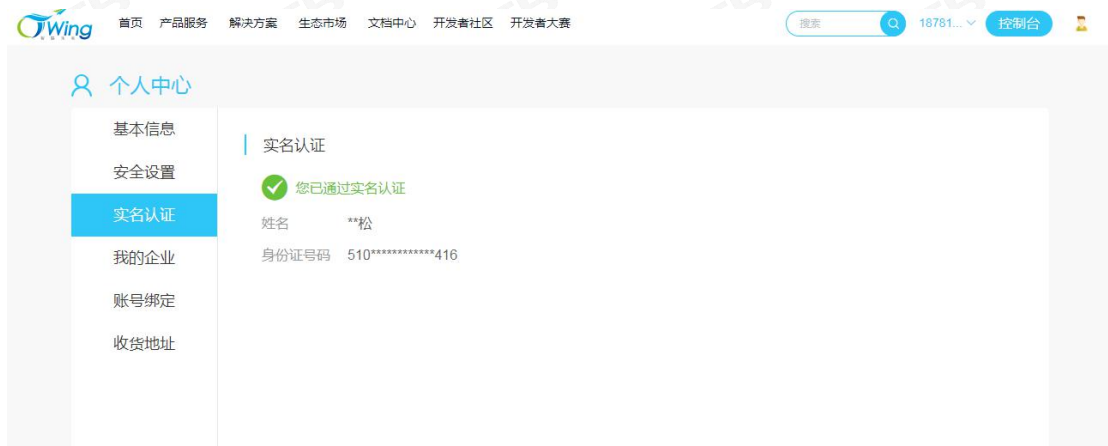 TWing
首页 产品服务 解决方案 生态市场 文档中心 开发者社区 开发者大赛 搜索 18781... 控制台
个人中心
基本信息
安全设置
实名认证
我的企业
账号绑定
收货地址
实名认证
您已通过实名认证
姓名 **松
身份证号码 510************416